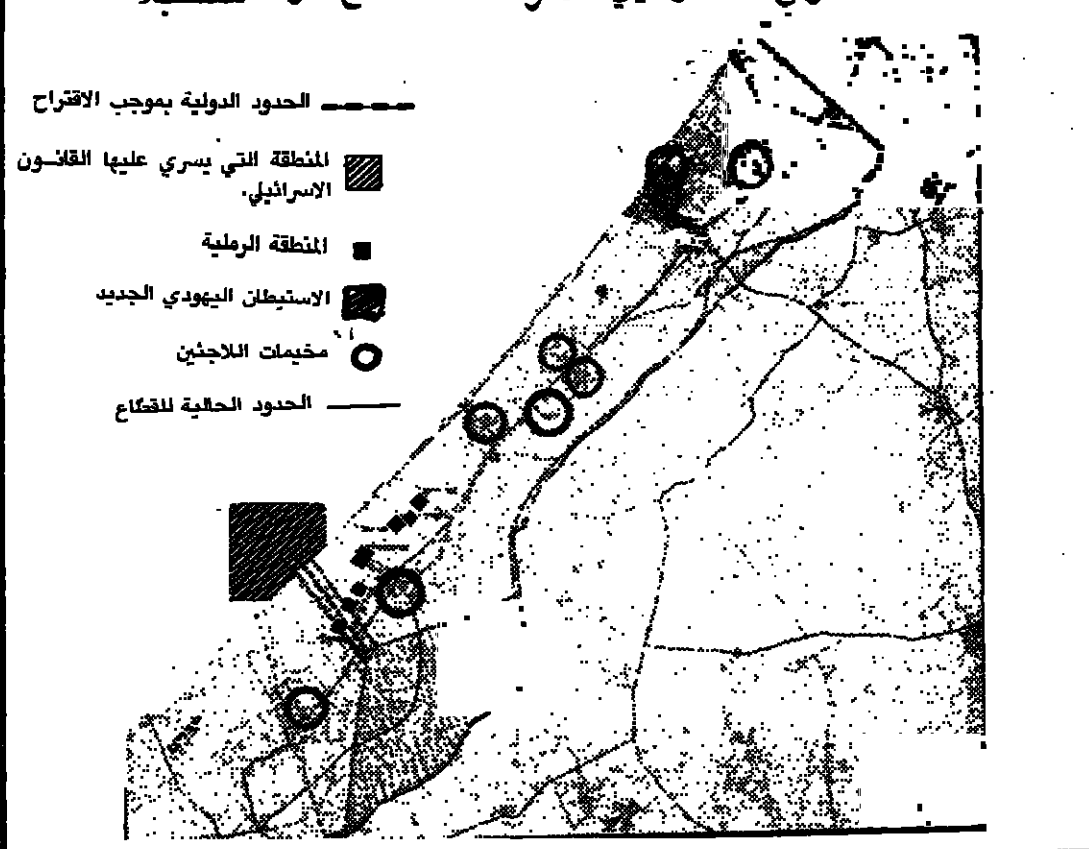 الحدود الدولية بموجب الاقتراح
المنطقة التي يسري عليها القانــون
الاسرائيلي.
المنطقة الرملية
الاستيطان اليهودي الجديد
مخيمات اللاجئين
الحدود الحالية للقطاع